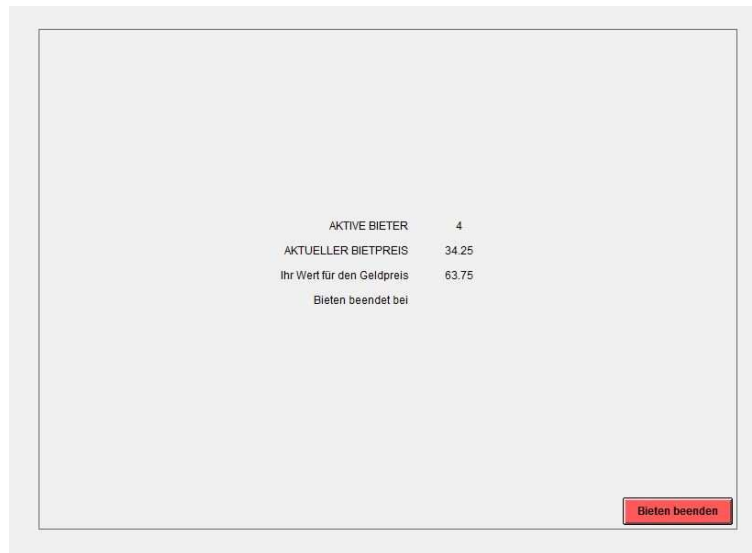 AKTIVE BIETER 4
AKTUELLER BIETPREIS 34.25
Ihr Wert für den Geldpreis 63.75
Bieten beendet bei
Bieten beenden